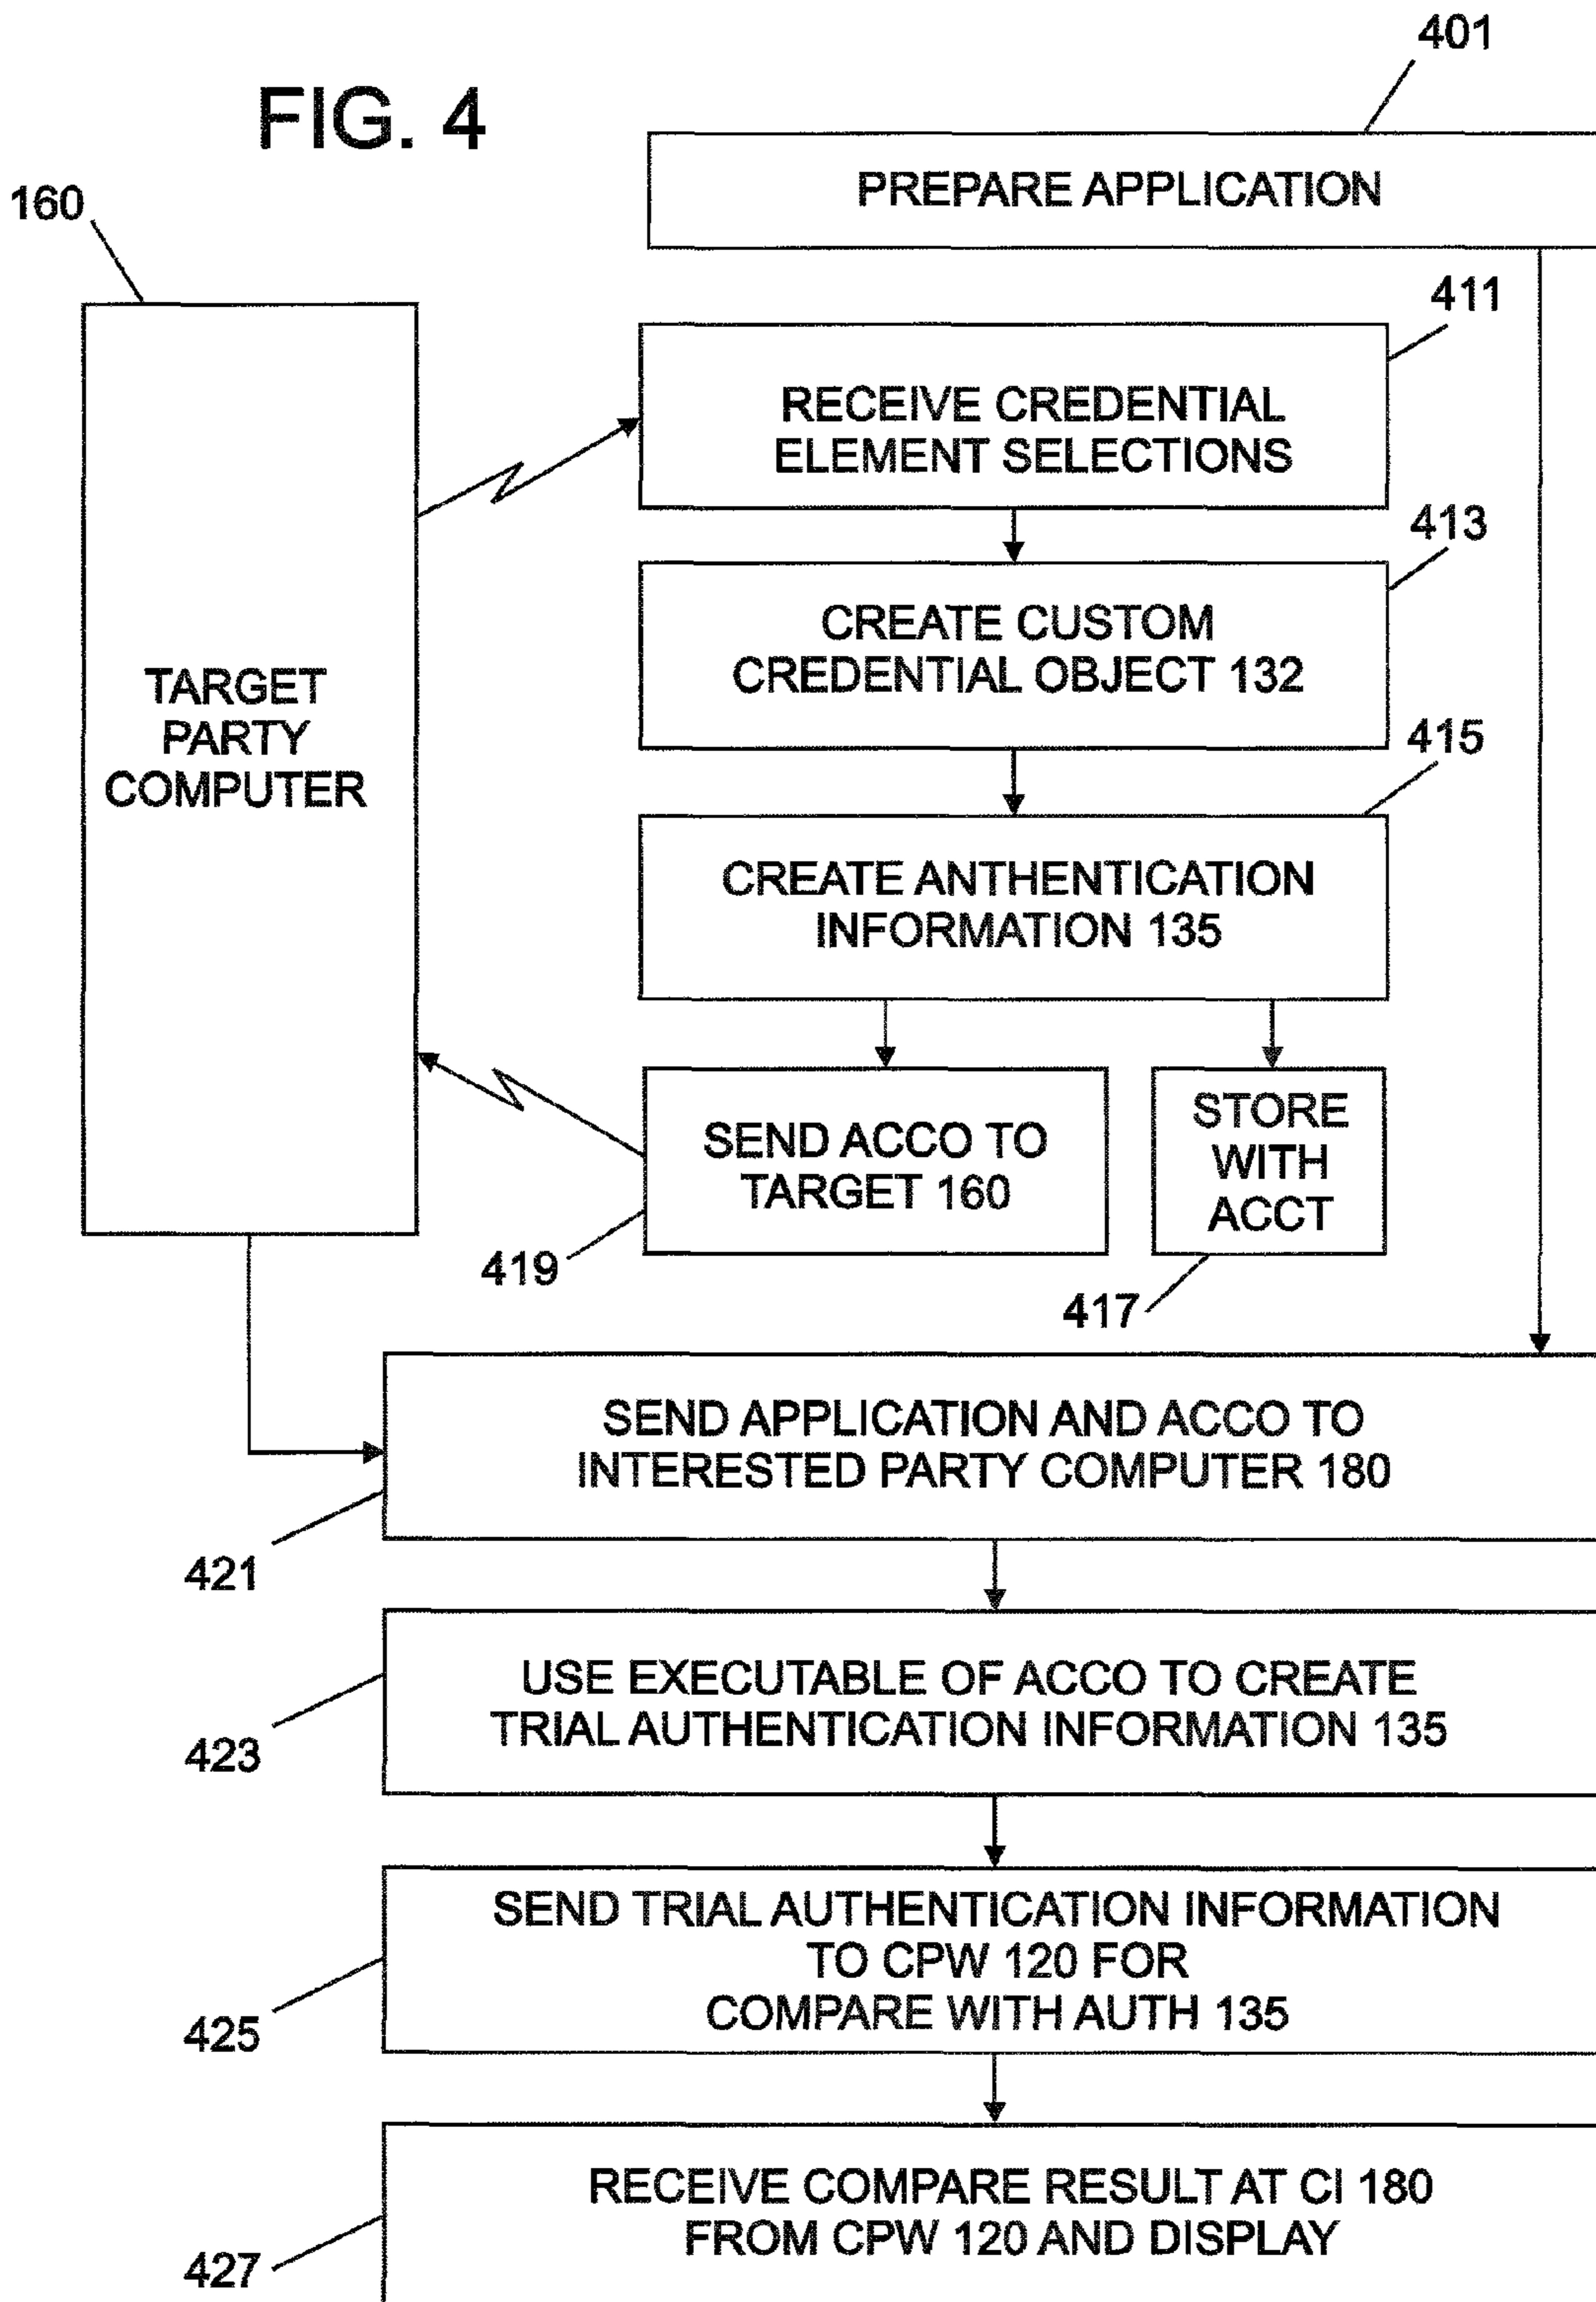 401
FIG. 4
PREPARE APPLICATION
160
411
RECEIVE CREDENTIAL
ELEMENT SELECTIONS
413
CREATE CUSTOM
CREDENTIAL OBJECT 132
TARGET
PARTY
COMPUTER
415
CREATE ANTHENTICATION
INFORMATION 135
SEND ACCO TO
TARGET 160
STORE
WITH
ACCT
419
417
SEND APPLICATION AND ACCO TO
INTERESTED PARTY COMPUTER 180
421
USE EXECUTABLE OF ACCO TO CREATE
TRIAL AUTHENTICATION INFORMATION 135
423
SEND TRIAL AUTHENTICATION INFORMATION
TO CPW 120 FOR
COMPARE WITH AUTH 135
425
RECEIVE COMPARE RESULT AT CI 180
FROM CPW 120 AND DISPLAY
427